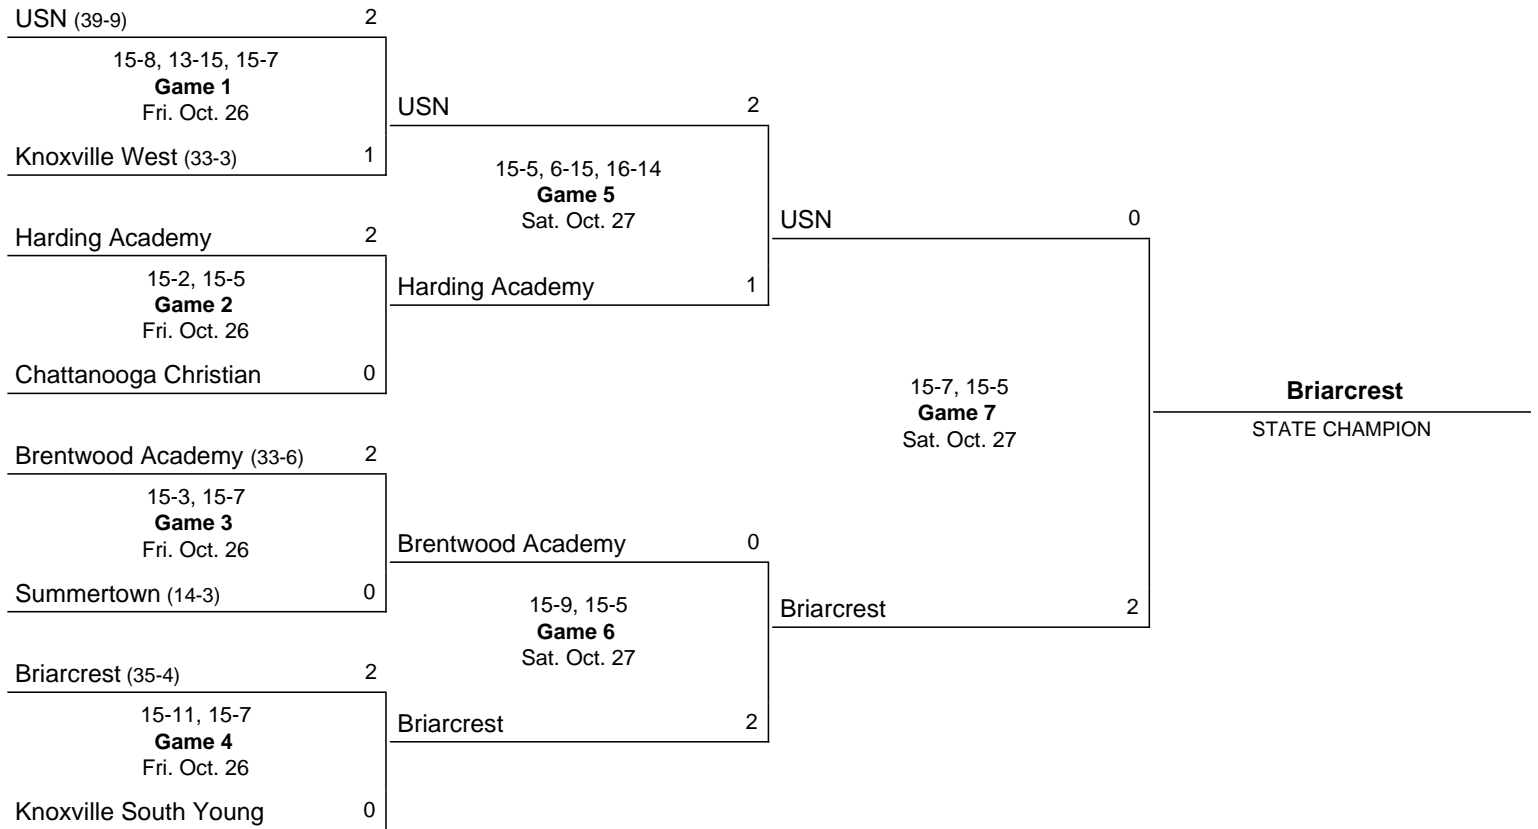 USN (39-9) 2
15-8, 13-15, 15-7
Game 1
Fri. Oct. 26
Knoxville West (33-3) 1
Harding Academy 2
15-2, 15-5
Game 2
Fri. Oct. 26
Chattanooga Christian 0
Brentwood Academy (33-6) 2
15-3, 15-7
Game 3
Fri. Oct. 26
Summertown (14-3) 0
Briarcrest (35-4) 2
15-11, 15-7
Game 4
Fri. Oct. 26
Knoxville South Young 0
USN 2
15-5, 6-15, 16-14
Game 5
Sat. Oct. 27
Harding Academy 1
Brentwood Academy 0
15-9, 15-5
Game 6
Sat. Oct. 27
Briarcrest 2
USN 0
15-7, 15-5
Game 7
Sat. Oct. 27
Briarcrest 2
Briarcrest
STATE CHAMPION